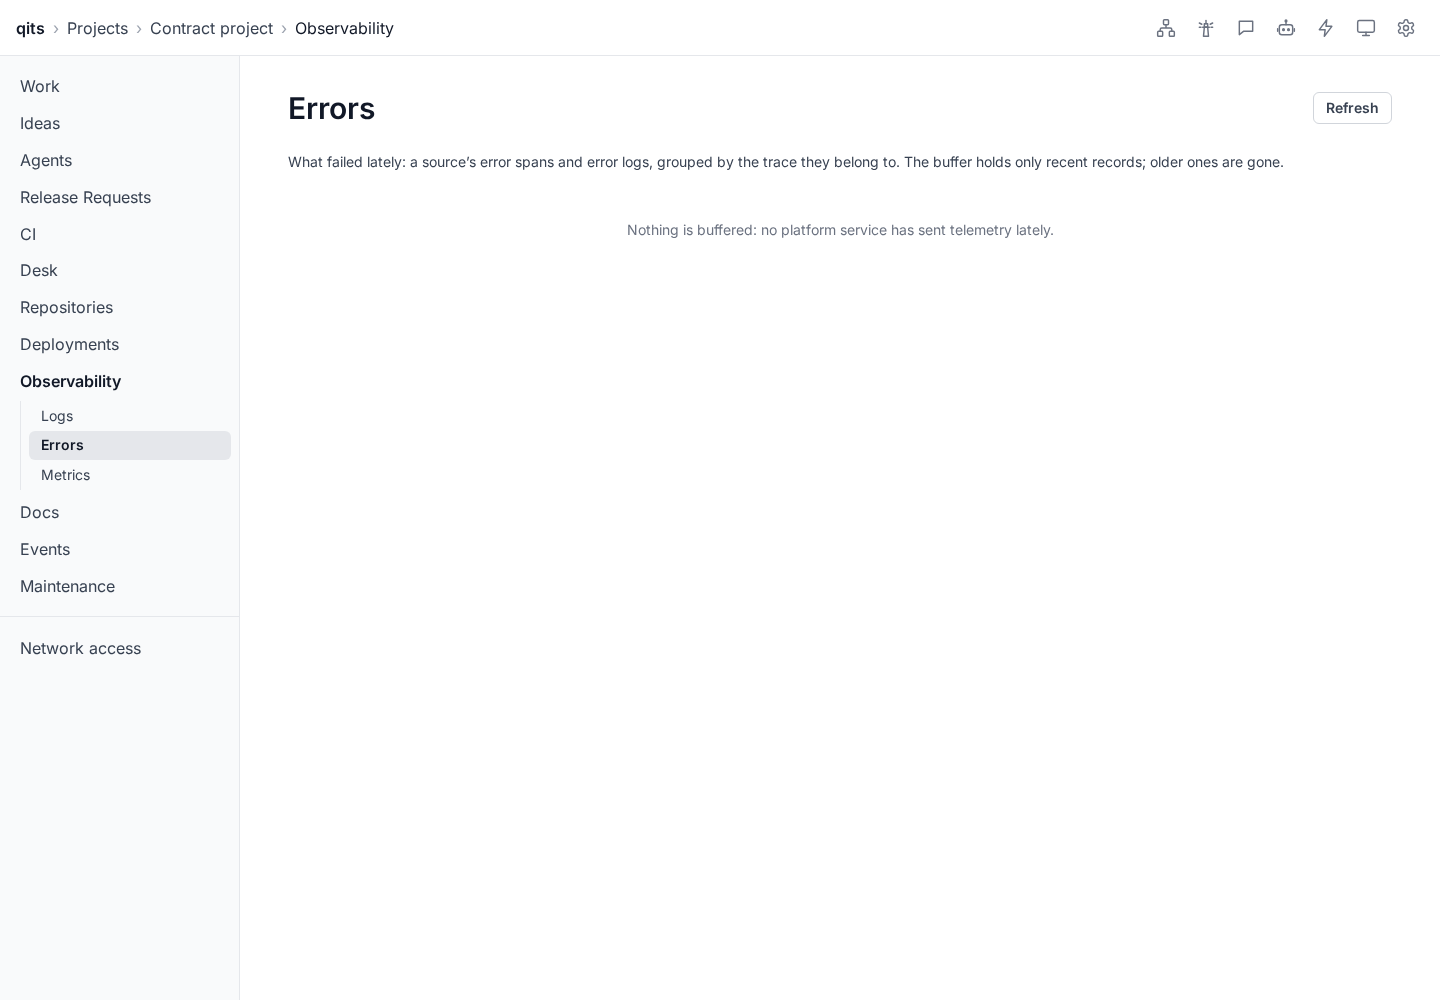 qits › Projects › Contract project › Observability
Work
Ideas
Agents
Release Requests
CI
Desk
Repositories
Deployments
Observability
Logs
Errors
Metrics
Docs
Events
Maintenance
Network access
Errors
Refresh
What failed lately: a source’s error spans and error logs, grouped by the trace they belong to. The buffer holds only recent records; older ones are gone.
Nothing is buffered: no platform service has sent telemetry lately.